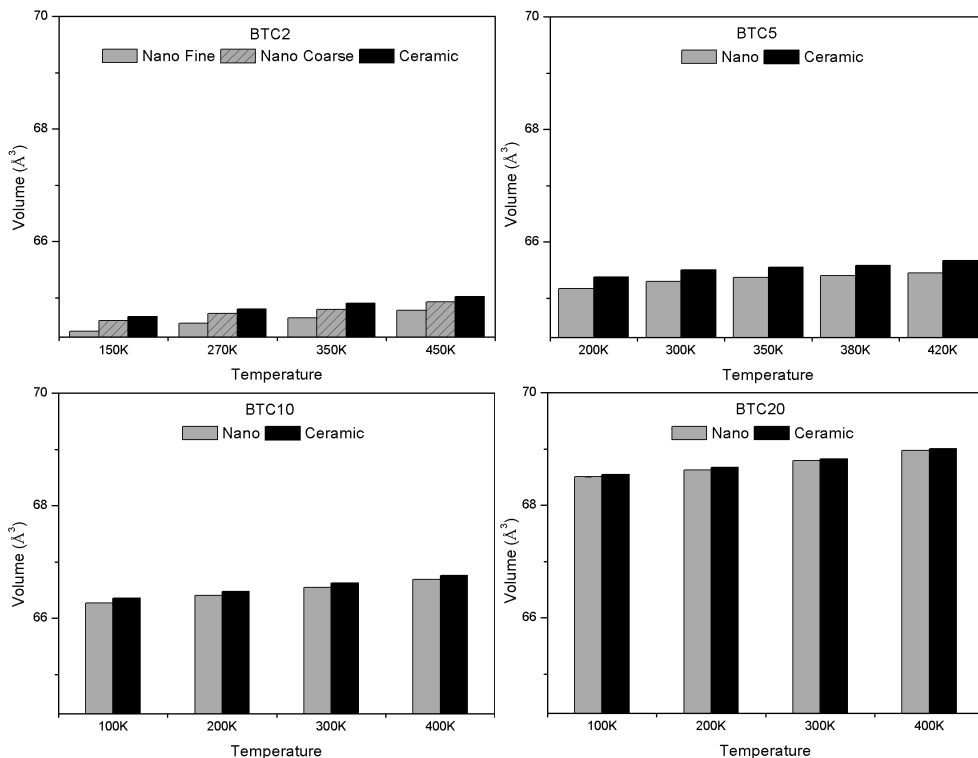 BTC2
Nano Fine Nano Coarse Ceramic
70
68
66
Volume (Å³)
150K 270K 350K 450K
Temperature
BTC5
Nano Ceramic
70
68
66
Volume (Å³)
200K 300K 350K 380K 420K
Temperature
BTC10
Nano Ceramic
70
68
66
Volume (Å³)
100K 200K 300K 400K
Temperature
BTC20
Nano Ceramic
70
68
66
Volume (Å³)
100K 200K 300K 400K
Temperature